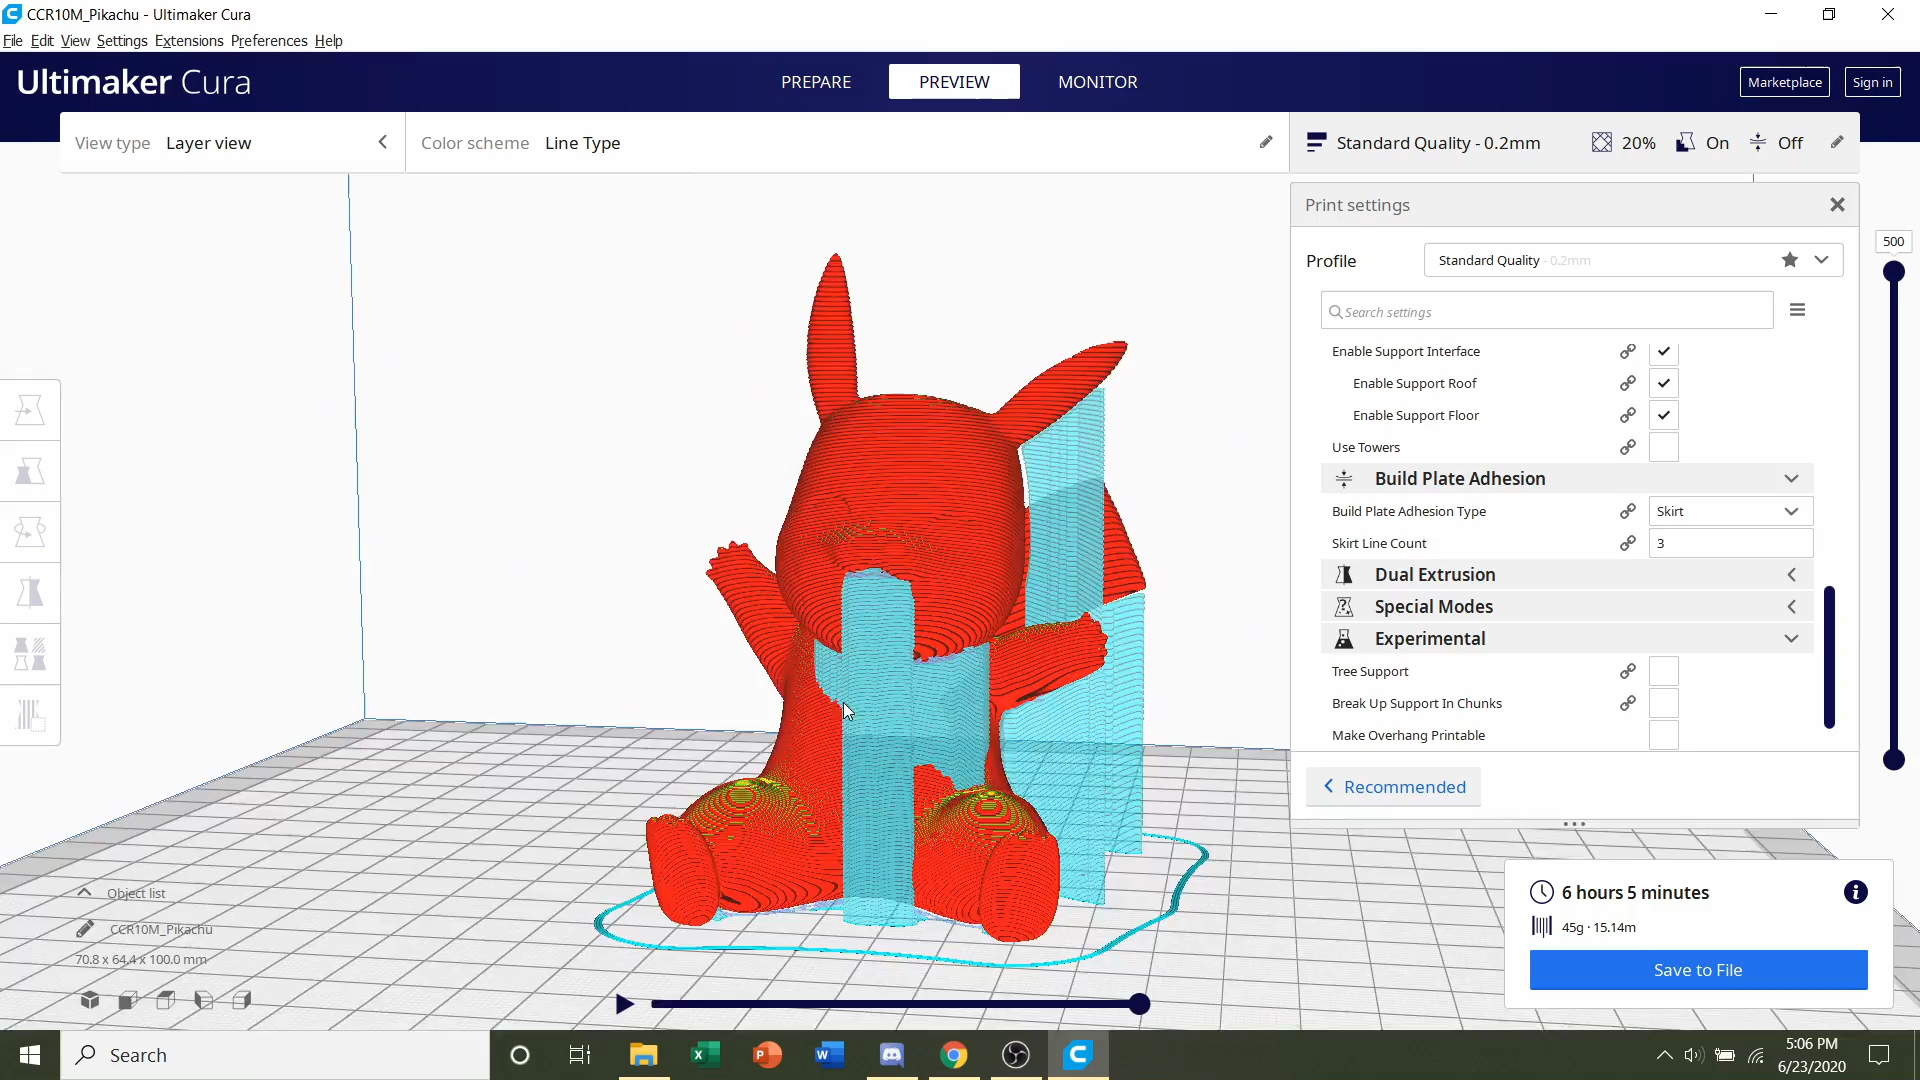 CCR10M_Pikachu - Ultimaker Cura
File Edit View Settings Extensions Preferences Help
Ultimaker Cura
PREPARE
PREVIEW
MONITOR
Marketplace
Sign in
View type Layer view
Color scheme Line Type
Standard Quality - 0.2mm
20%
On
Off
Print settings
500
Profile
Standard Quality - 0.2mm
Search settings
Enable Support Interface
Enable Support Roof
Enable Support Floor
Use Towers
Build Plate Adhesion
Build Plate Adhesion Type
Skirt
Skirt Line Count
3
Dual Extrusion
Special Modes
Experimental
Tree Support
Break Up Support In Chunks
Make Overhang Printable
Recommended
Object list
CCR10M_Pikachu
70.8 x 64.4 x 100.0 mm
6 hours 5 minutes
45g · 15.14m
Save to File
Search
5:06 PM
6/23/2020